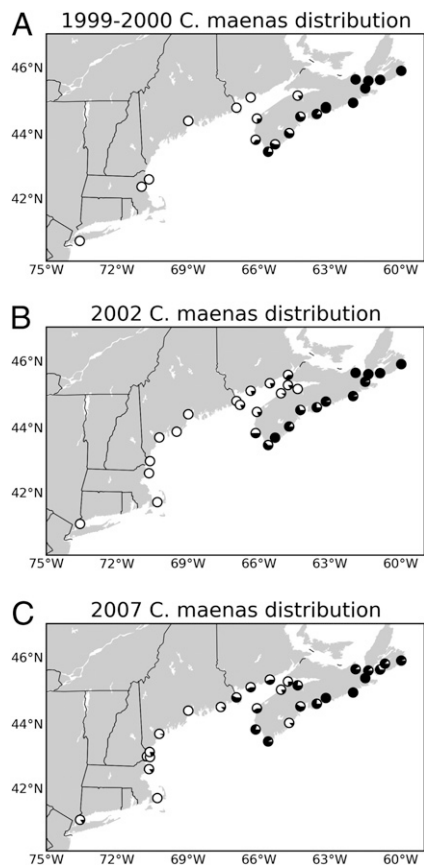 A
1999-2000 C. maenas distribution
46°N
44°N
42°N
75°W 72°W 69°W 66°W 63°W 60°W
B
2002 C. maenas distribution
46°N
44°N
42°N
75°W 72°W 69°W 66°W 63°W 60°W
C
2007 C. maenas distribution
46°N
44°N
42°N
75°W 72°W 69°W 66°W 63°W 60°W